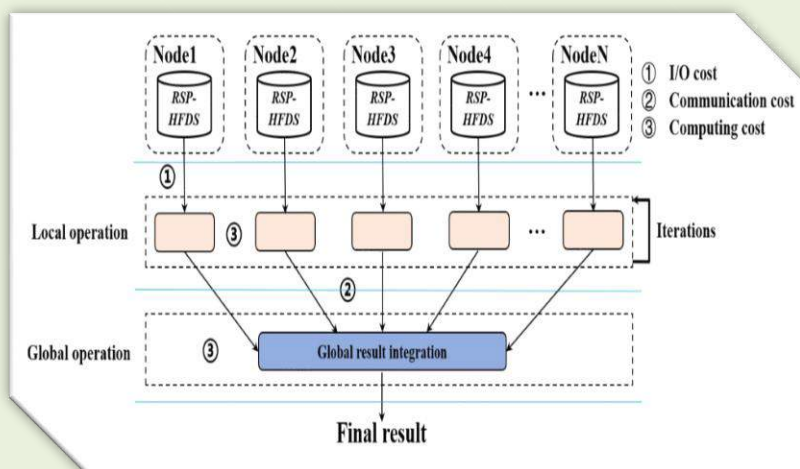 Node1 Node2 Node3 Node4 NodeN
RSP- RSP- RSP- RSP- ... RSP-
HFDS HFDS HFDS HFDS HFDS
① I/O cost
② Communication cost
③ Computing cost
①
Local operation ③ ... Iterations
②
Global operation ③ Global result integration
Final result